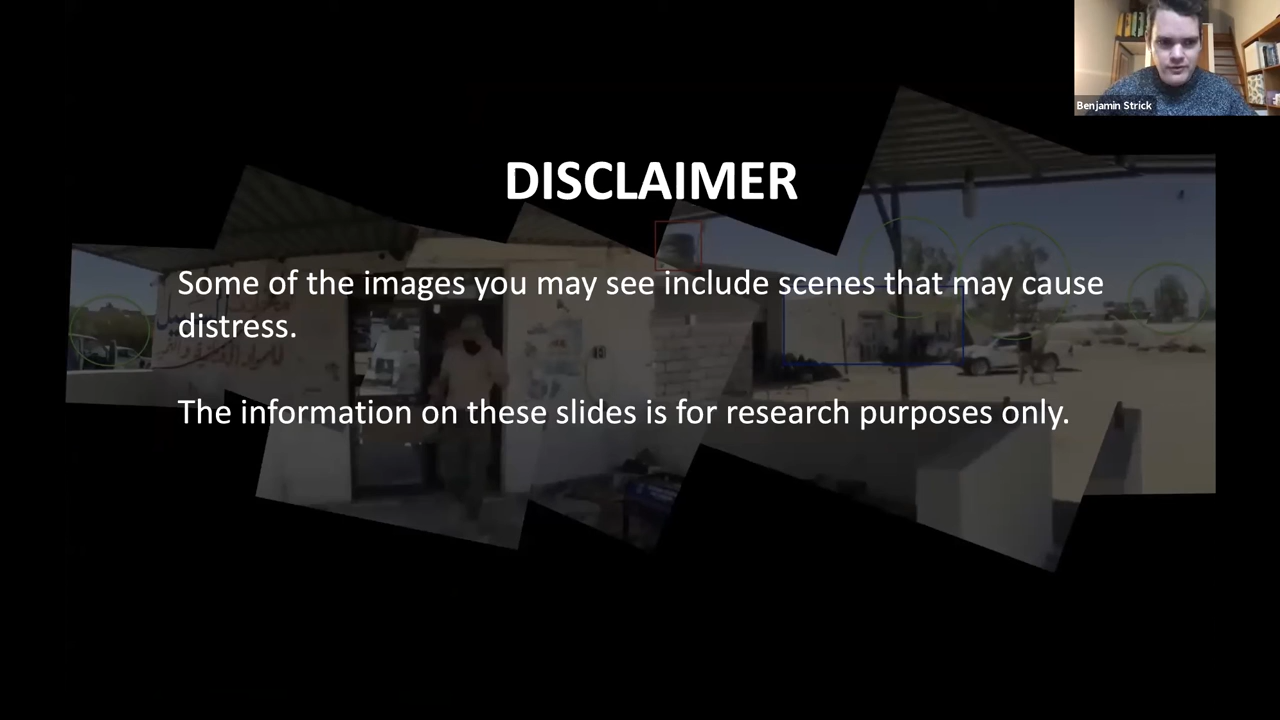 Benjamin Strick
DISCLAIMER
Some of the images you may see include scenes that may cause
distress.
The information on these slides is for research purposes only.